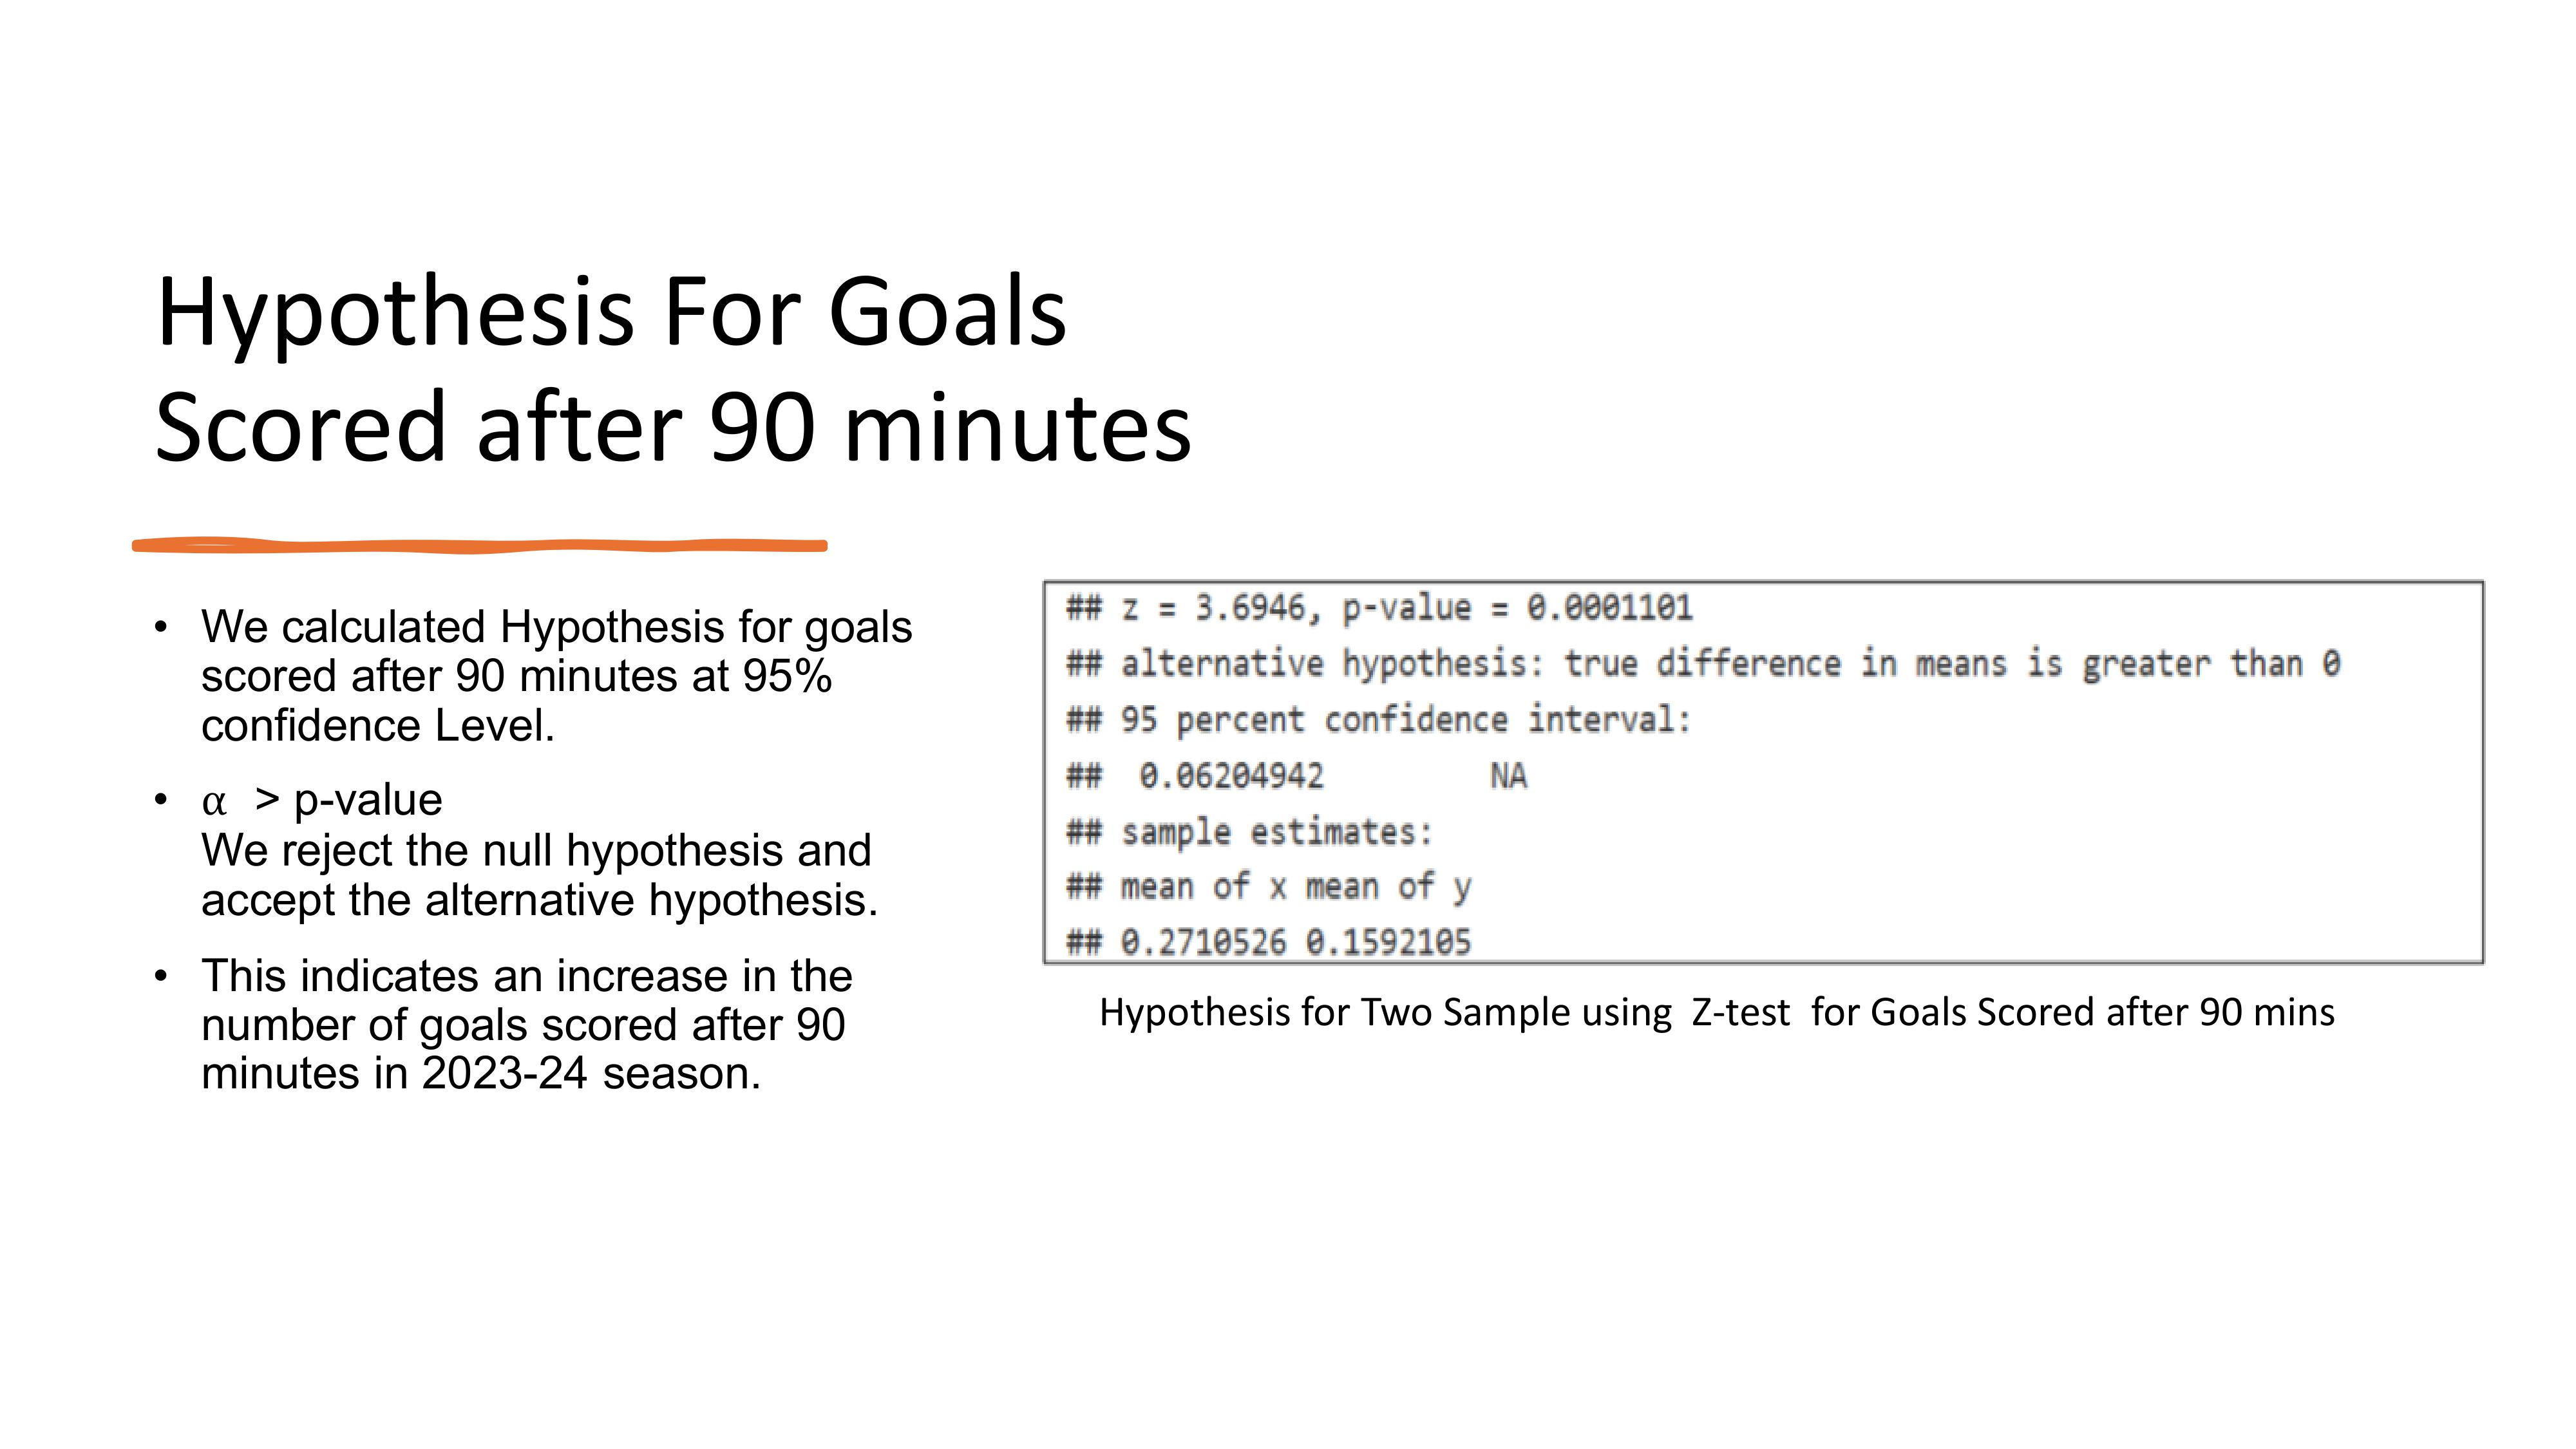 Hypothesis For Goals
Scored after 90 minutes
• We calculated Hypothesis for goals
scored after 90 minutes at 95%
confidence Level.
• α > p-value
We reject the null hypothesis and
accept the alternative hypothesis.
• This indicates an increase in the
number of goals scored after 90
minutes in 2023-24 season.
## z = 3.6946, p-value = 0.0001101
## alternative hypothesis: true difference in means is greater than 0
## 95 percent confidence interval:
## 0.06204942 NA
## sample estimates:
## mean of x mean of y
## 0.2710526 0.1592105
Hypothesis for Two Sample using Z-test for Goals Scored after 90 mins